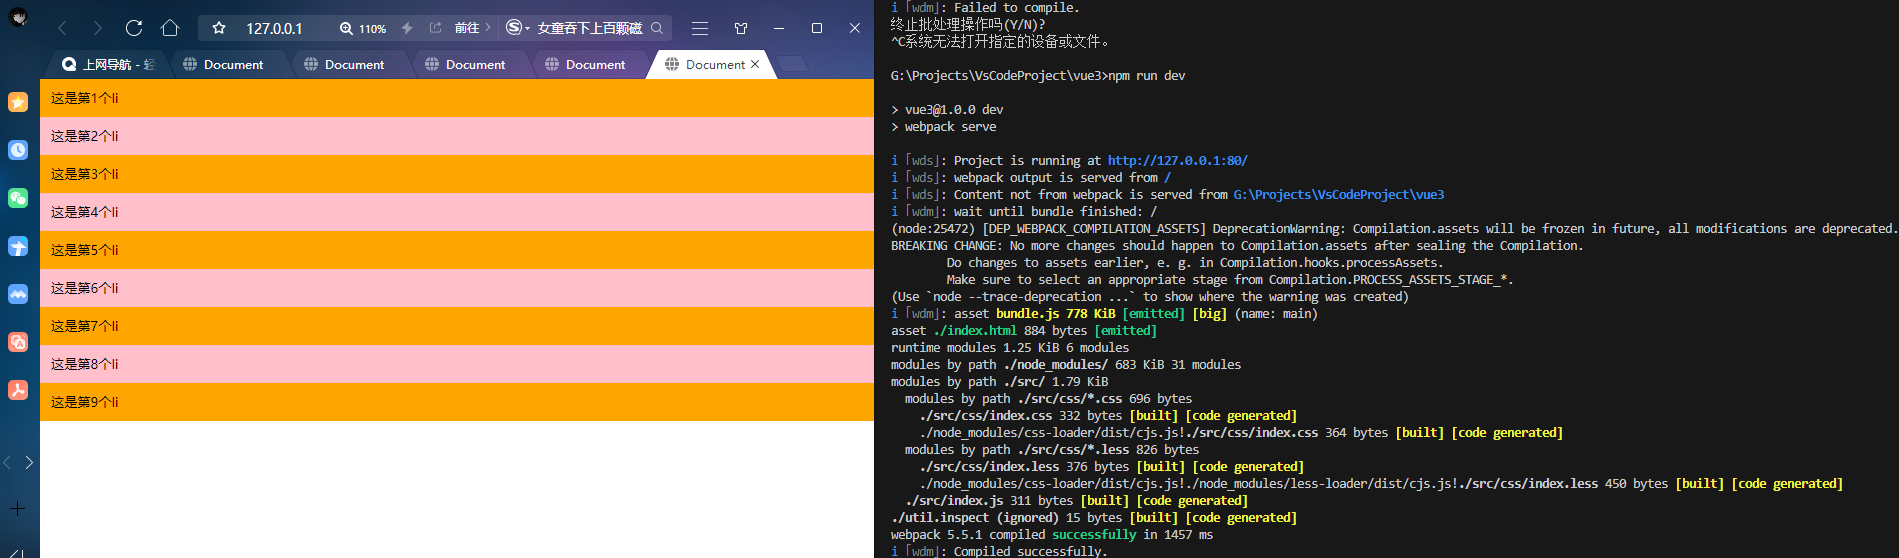 127.0.0.1
110%
前往
女童吞下上百颗磁
上网导航 - 轻
Document
Document
Document
Document
Document
这是第1个li
这是第2个li
这是第3个li
这是第4个li
这是第5个li
这是第6个li
这是第7个li
这是第8个li
这是第9个li
i ｢wdm｣: Failed to compile.
终止批处理操作吗(Y/N)?
^C系统无法打开指定的设备或文件。
G:\Projects\VsCodeProject\vue3>npm run dev
> vue3@1.0.0 dev
> webpack serve
i ｢wds｣: Project is running at http://127.0.0.1:80/
i ｢wds｣: webpack output is served from /
i ｢wds｣: Content not from webpack is served from G:\Projects\VsCodeProject\vue3
i ｢wdm｣: wait until bundle finished: /
(node:25472) [DEP_WEBPACK_COMPILATION_ASSETS] DeprecationWarning: Compilation.assets will be frozen in future, all modifications are deprecated.
BREAKING CHANGE: No more changes should happen to Compilation.assets after sealing the Compilation.
Do changes to assets earlier, e. g. in Compilation.hooks.processAssets.
Make sure to select an appropriate stage from Compilation.PROCESS_ASSETS_STAGE_*.
(Use `node --trace-deprecation ...` to show where the warning was created)
i ｢wdm｣: asset bundle.js 778 KiB [emitted] [big] (name: main)
asset ./index.html 884 bytes [emitted]
runtime modules 1.25 KiB 6 modules
modules by path ./node_modules/ 683 KiB 31 modules
modules by path ./src/ 1.79 KiB
modules by path ./src/css/*.css 696 bytes
./src/css/index.css 332 bytes [built] [code generated]
./node_modules/css-loader/dist/cjs.js!./src/css/index.css 364 bytes [built] [code generated]
modules by path ./src/css/*.less 826 bytes
./src/css/index.less 376 bytes [built] [code generated]
./node_modules/css-loader/dist/cjs.js!./node_modules/less-loader/dist/cjs.js!./src/css/index.less 450 bytes [built] [code generated]
./src/index.js 311 bytes [built] [code generated]
./util.inspect (ignored) 15 bytes [built] [code generated]
webpack 5.5.1 compiled successfully in 1457 ms
i ｢wdm｣: Compiled successfully.